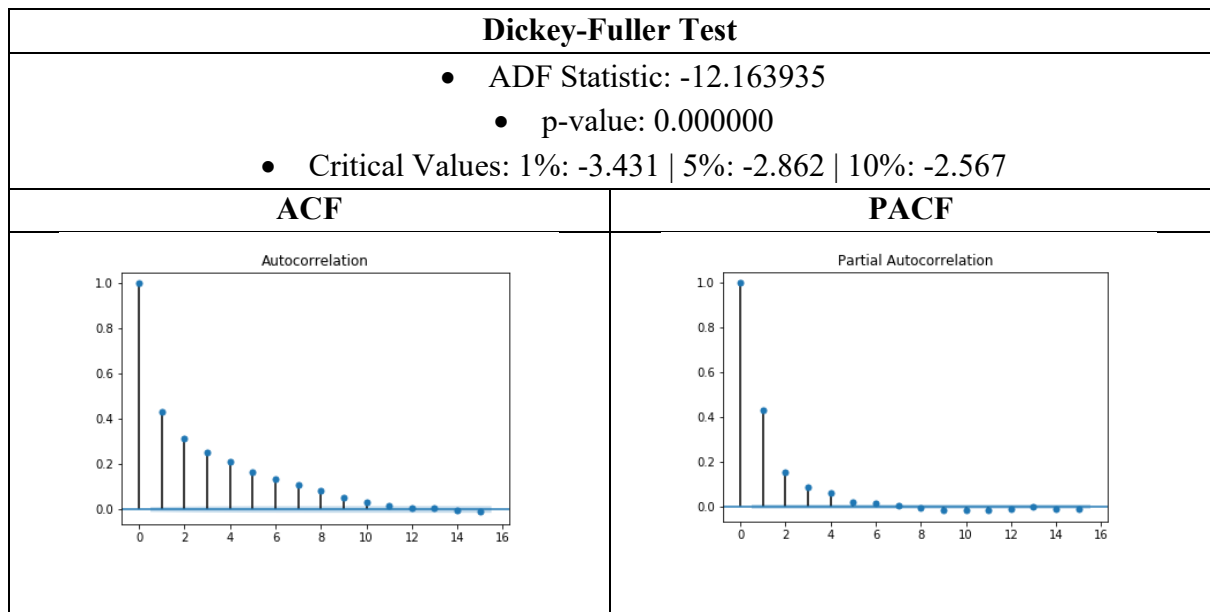 Dickey-Fuller Test
• ADF Statistic: -12.163935
• p-value: 0.000000
• Critical Values: 1%: -3.431 | 5%: -2.862 | 10%: -2.567
ACF
PACF
Autocorrelation
1.0
0.8
0.6
0.4
0.2
0.0
0 2 4 6 8 10 12 14 16
Partial Autocorrelation
1.0
0.8
0.6
0.4
0.2
0.0
0 2 4 6 8 10 12 14 16